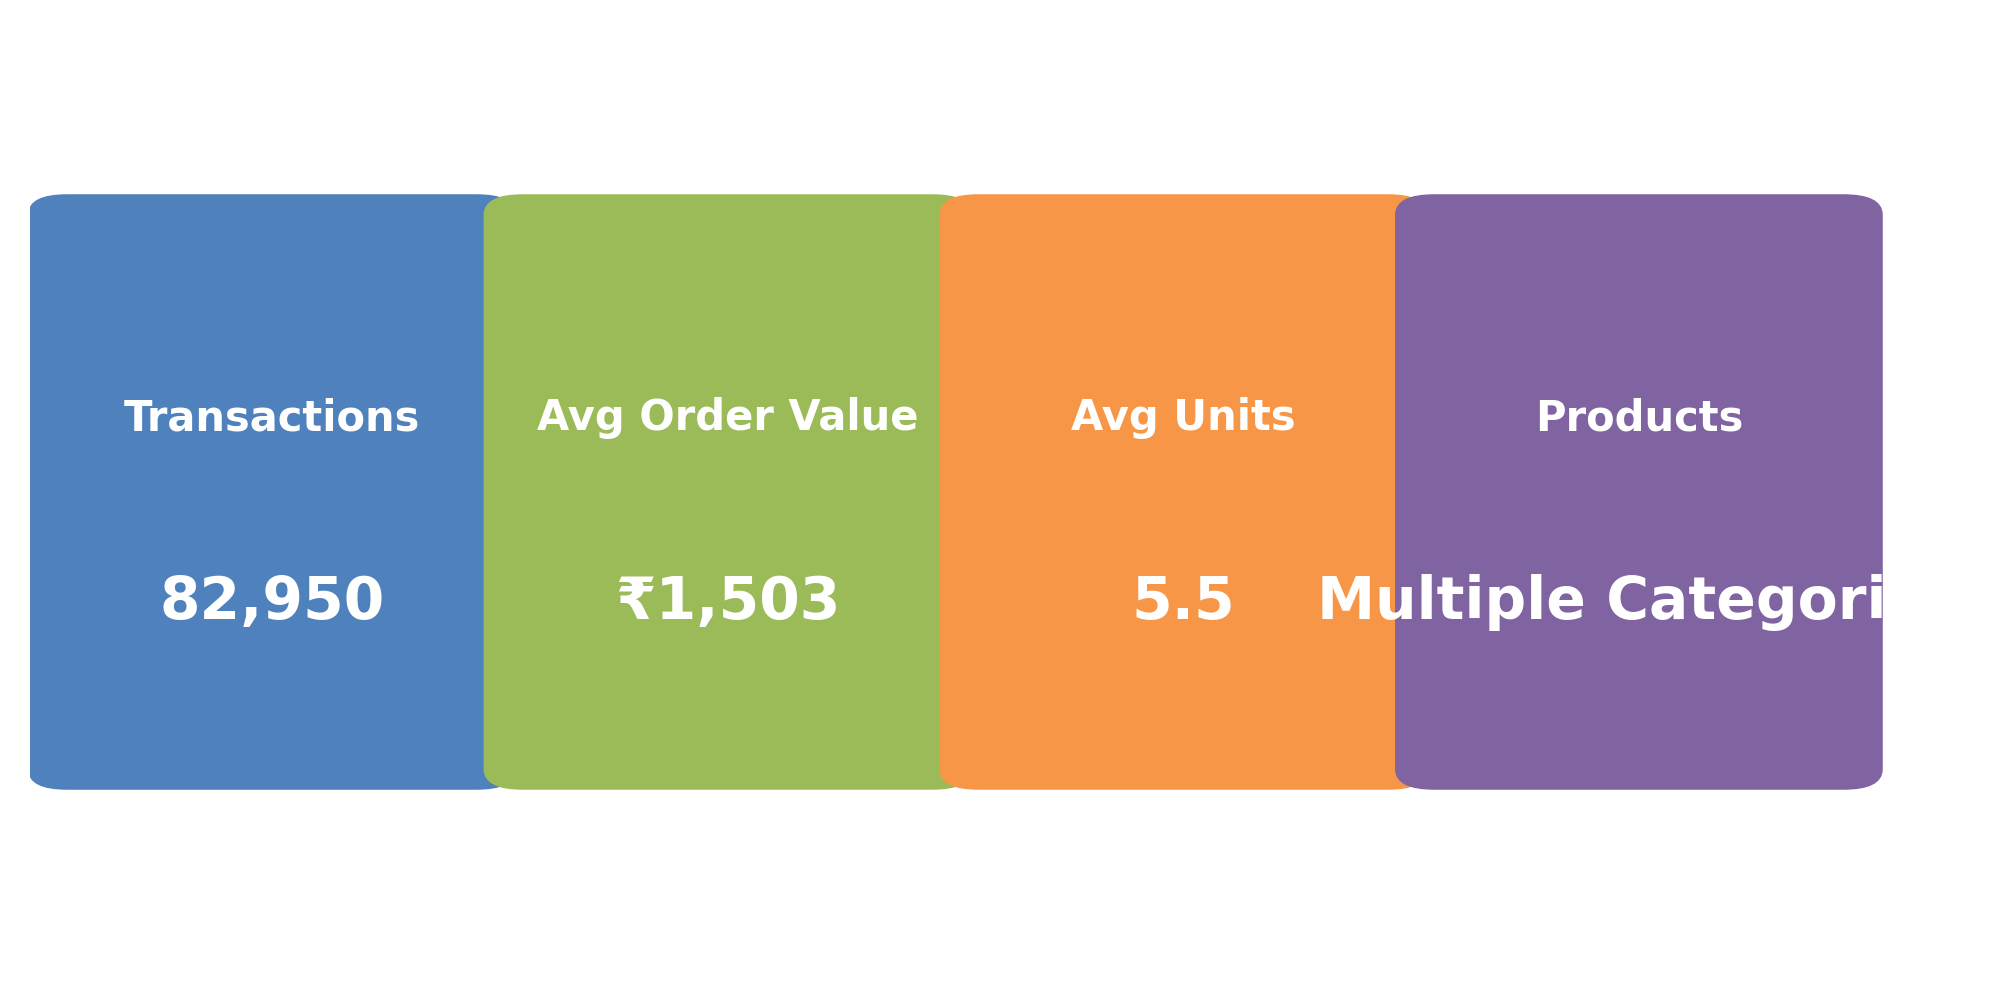 Transactions
82,950
Avg Order Value
₹1,503
Avg Units
5.5
Products
Multiple Categori